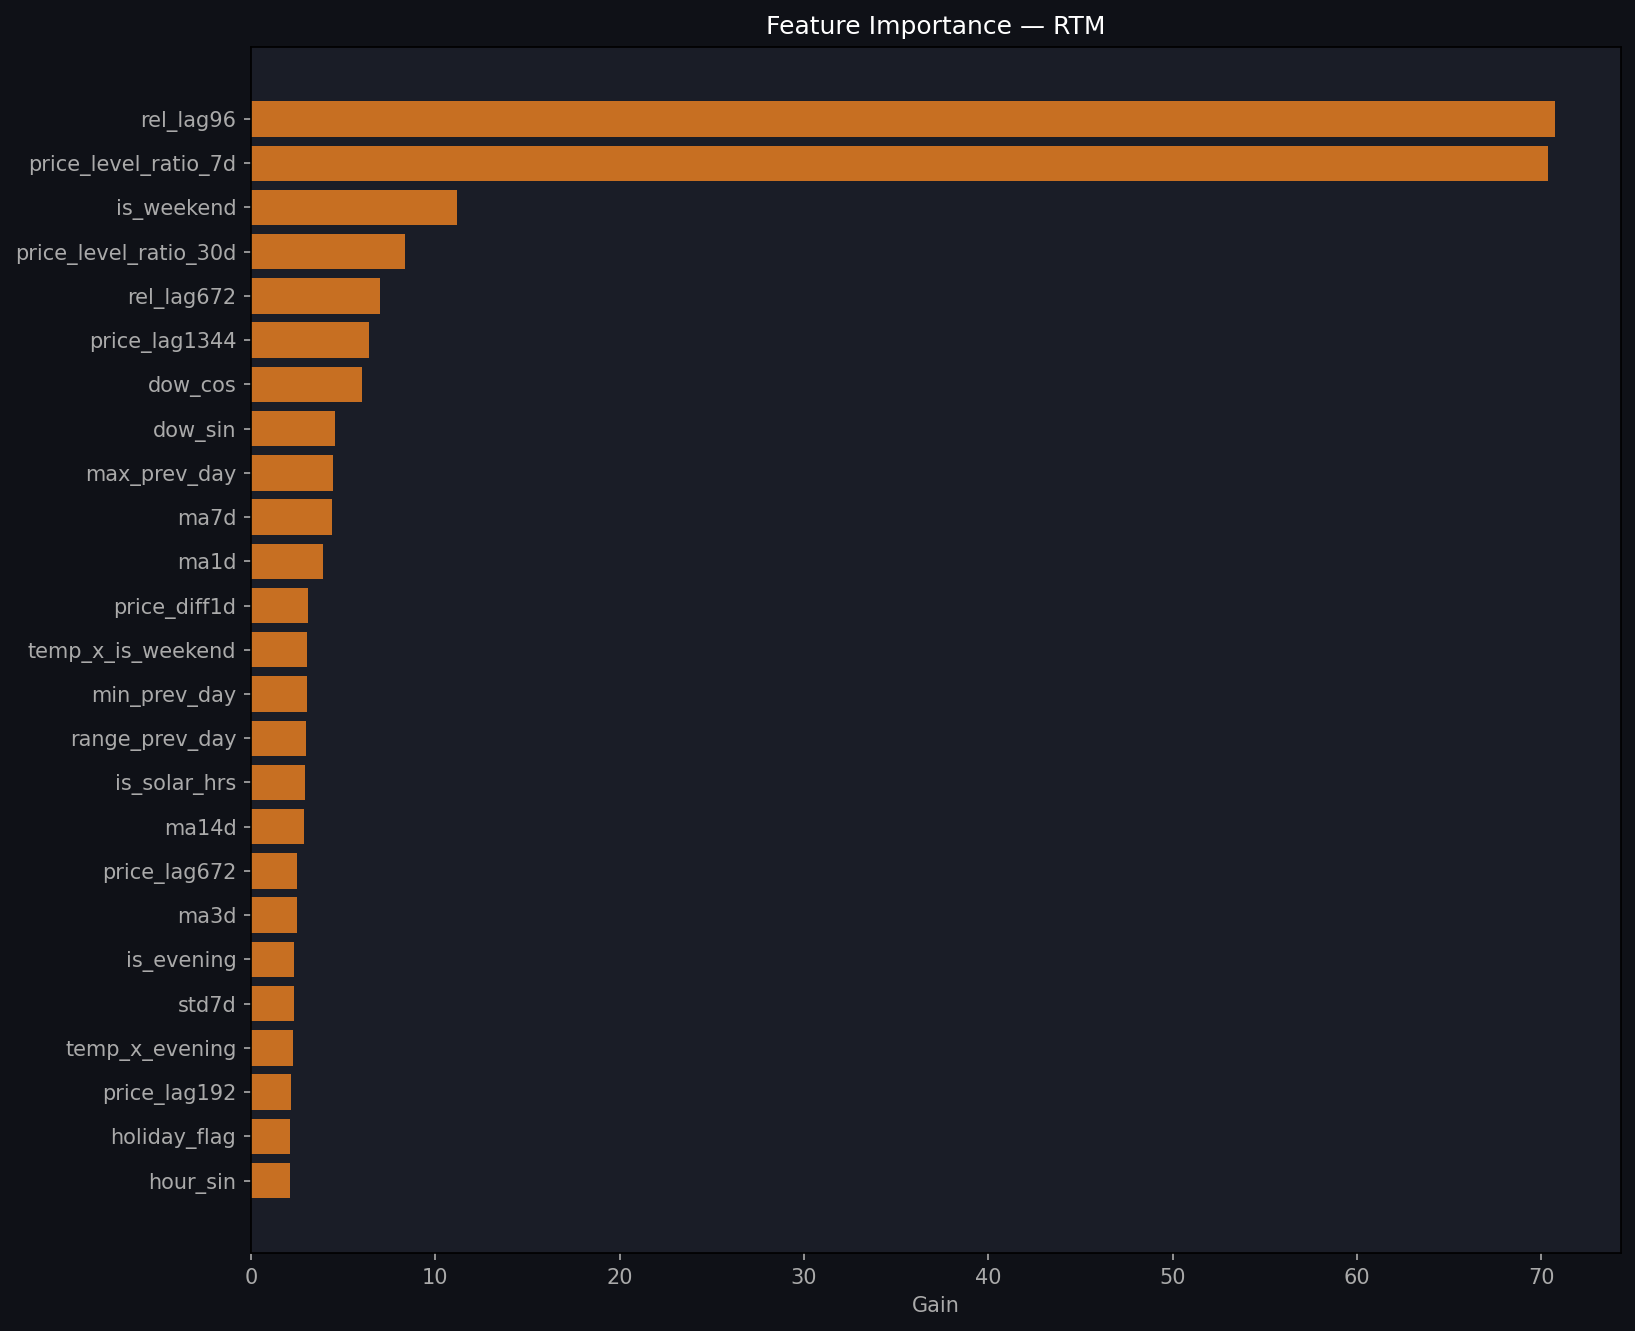 Feature Importance — RTM
rel_lag96
price_level_ratio_7d
is_weekend
price_level_ratio_30d
rel_lag672
price_lag1344
dow_cos
dow_sin
max_prev_day
ma7d
ma1d
price_diff1d
temp_x_is_weekend
min_prev_day
range_prev_day
is_solar_hrs
ma14d
price_lag672
ma3d
is_evening
std7d
temp_x_evening
price_lag192
holiday_flag
hour_sin
0 10 20 30 40 50 60 70
Gain